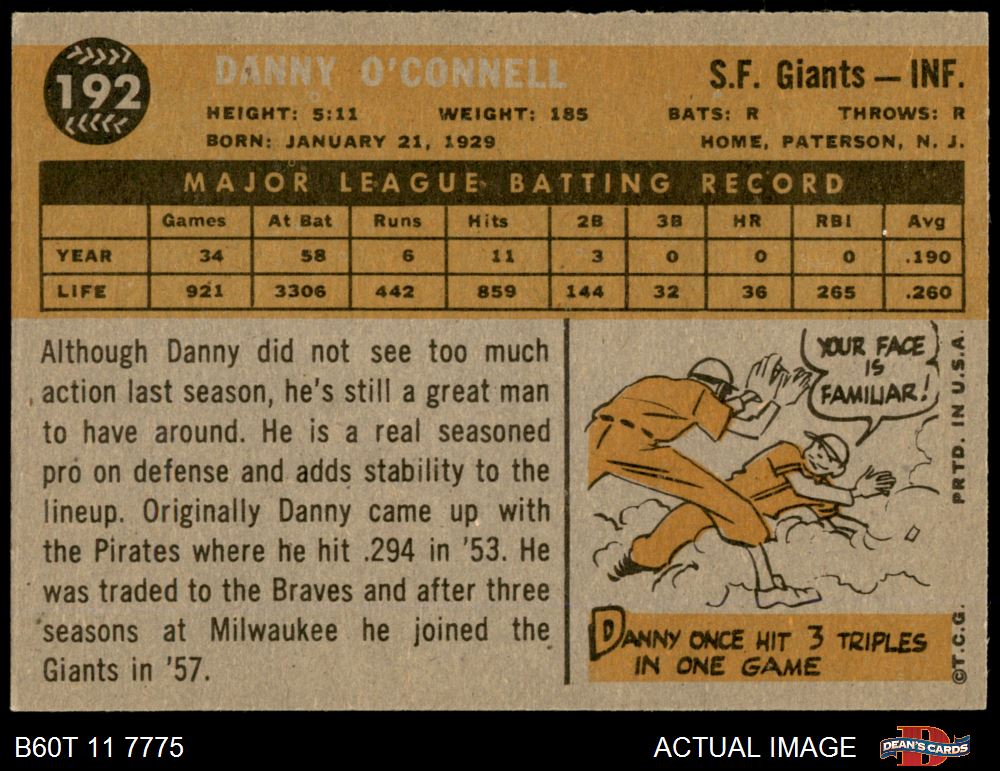 192
DANNY O'CONNELL
S.F. Giants — INF.
HEIGHT: 5:11 WEIGHT: 185 BATS: R THROWS: R
BORN: JANUARY 21, 1929 HOME, PATERSON, N. J.
MAJOR LEAGUE BATTING RECORD
Games At Bat Runs Hits 2B 3B HR RBI Avg
YEAR 34 58 6 11 3 0 0 0 .190
LIFE 921 3306 442 859 144 32 36 265 .260
Although Danny did not see too much
action last season, he's still a great man
to have around. He is a real seasoned
pro on defense and adds stability to the
lineup. Originally Danny came up with
the Pirates where he hit .294 in '53. He
was traded to the Braves and after three
seasons at Milwaukee he joined the
Giants in '57.
YOUR FACE
IS
FAMILIAR!
DANNY ONCE HIT 3 TRIPLES
IN ONE GAME
©T.C.G. PRTD. IN U.S.A.
B60T 11 7775
ACTUAL IMAGE
DEAN'S CARDS